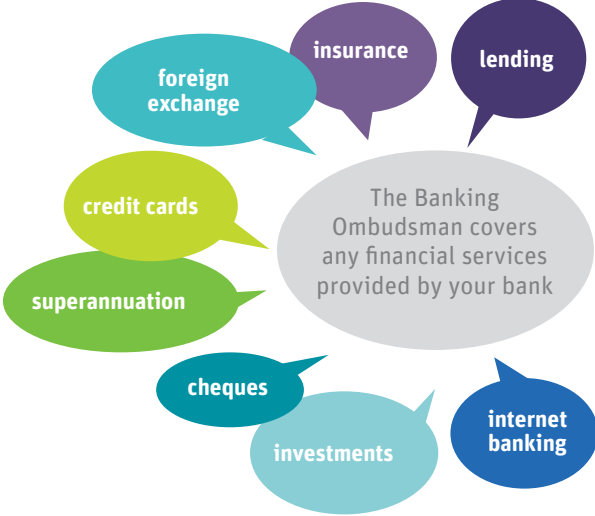 insurance
lending
foreign
exchange
credit cards
The Banking
Ombudsman covers
any financial services
provided by your bank
superannuation
cheques
internet
banking
investments